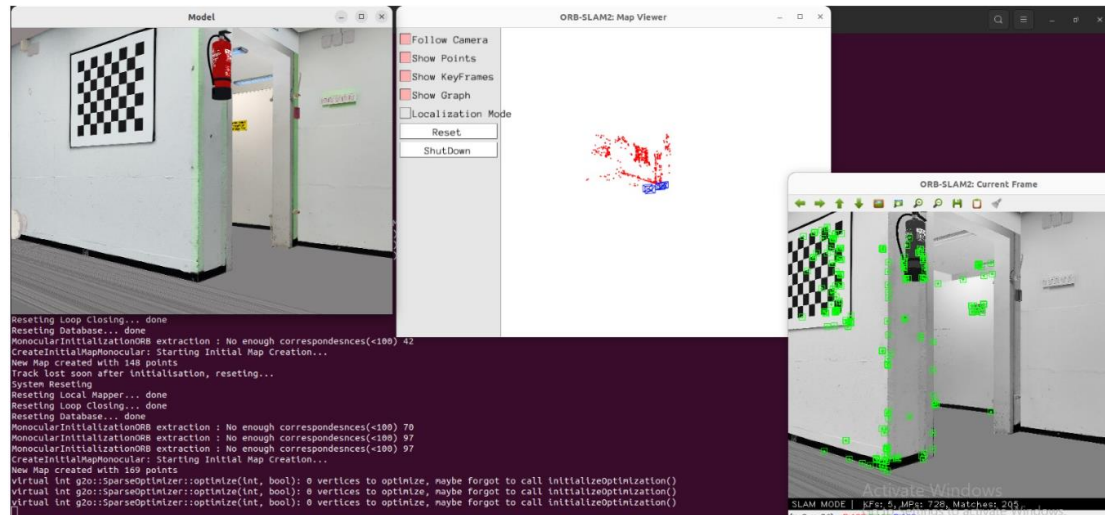 Model
ORB-SLAM2: Map Viewer
Follow Camera
Show Points
Show KeyFrames
Show Graph
Localization Mode
Reset
ShutDown
ORB-SLAM2: Current Frame
Reseting Loop Closing... done
Reseting Database... done
MonocularInitializationORB extraction : No enough correspondesnces(<100) 42
CreateInitialMapMonocular: Starting Initial Map Creation...
New Map created with 148 points
Track lost soon after initialisation, reseting...
System Reseting
Reseting Local Mapper... done
Reseting Loop Closing... done
Reseting Database... done
MonocularInitializationORB extraction : No enough correspondesnces(<100) 70
MonocularInitializationORB extraction : No enough correspondesnces(<100) 97
MonocularInitializationORB extraction : No enough correspondesnces(<100) 97
CreateInitialMapMonocular: Starting Initial Map Creation...
New Map created with 169 points
virtual int g2o::SparseOptimizer::optimize(int, bool): 0 vertices to optimize, maybe forgot to call initializeOptimization()
virtual int g2o::SparseOptimizer::optimize(int, bool): 0 vertices to optimize, maybe forgot to call initializeOptimization()
virtual int g2o::SparseOptimizer::optimize(int, bool): 0 vertices to optimize, maybe forgot to call initializeOptimization()
Activate Windows
SLAM MODE | KFs: 5, MPs: 728, Matches: 205
to activate Windows.